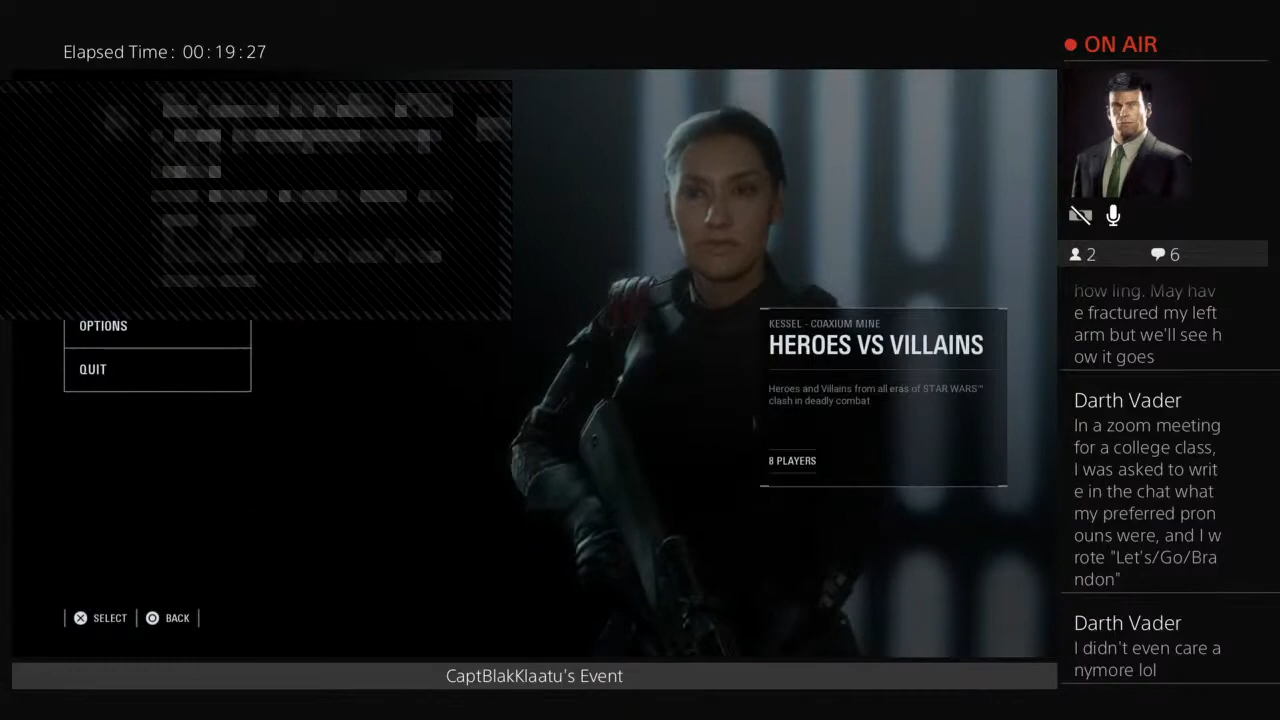 Elapsed Time: 00:19:27
ON AIR
2
6
OPTIONS
QUIT
KESSEL - COAXIUM MINE
HEROES VS VILLAINS
Heroes and Villains from all eras of STAR WARS™
clash in deadly combat
8 PLAYERS
SELECT
BACK
CaptBlakKlaatu's Event
how ling. May hav
e fractured my left
arm but we'll see h
ow it goes
Darth Vader
In a zoom meeting
for a college class,
I was asked to writ
e in the chat what
my preferred pron
ouns were, and I w
rote "Let's/Go/Bra
ndon"
Darth Vader
I didn't even care a
nymore lol